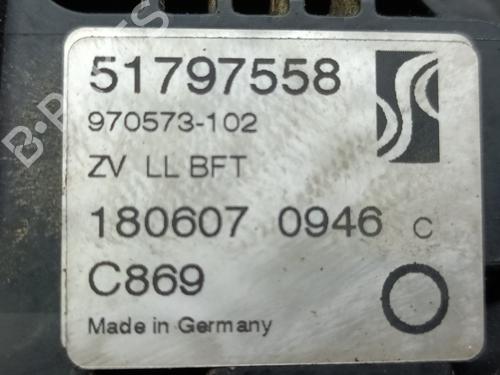 51797558
970573-102
ZV LL BFT
180607 0946 C
C869
Made in Germany